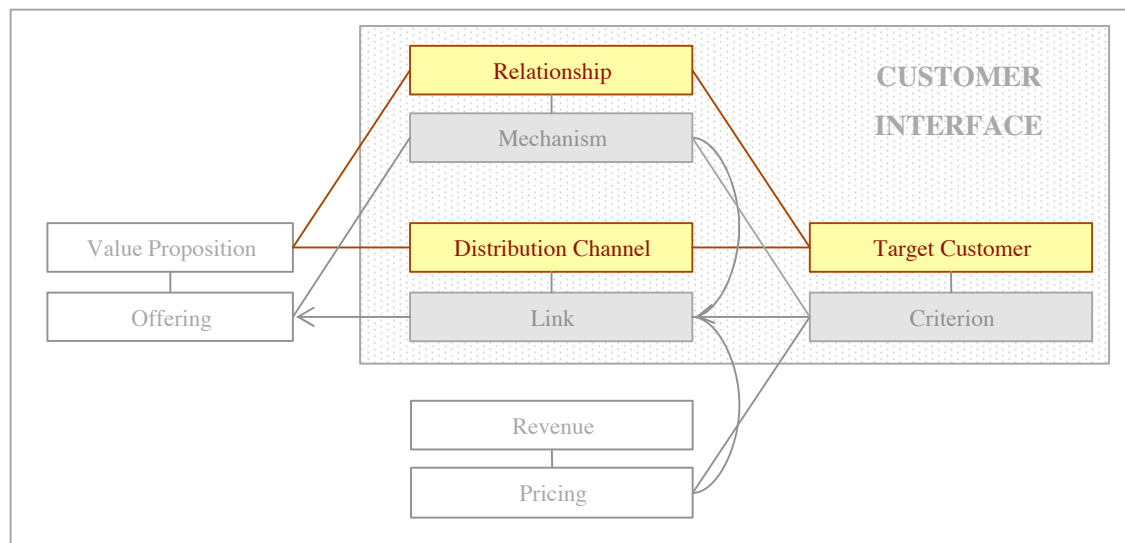 Relationship
CUSTOMER
INTERFACE
Mechanism
Value Proposition
Distribution Channel
Target Customer
Offering
Link
Criterion
Revenue
Pricing